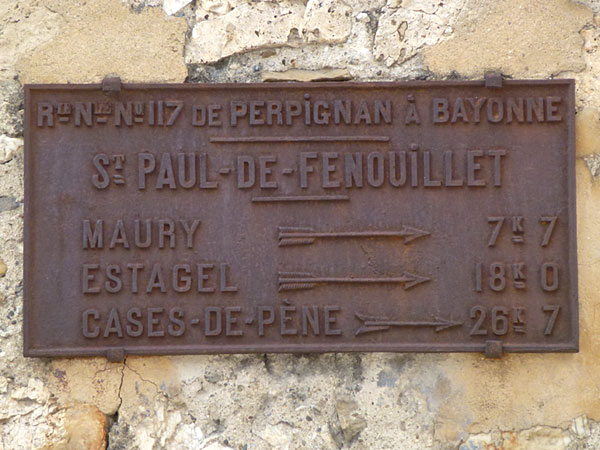 RTE NLE NO 117 DE PERPIGNAN À BAYONNE
ST PAUL-DE-FENOUILLET
MAURY 7K 7
ESTAGEL 18K 0
CASES-DE-PÈNE 26K 7